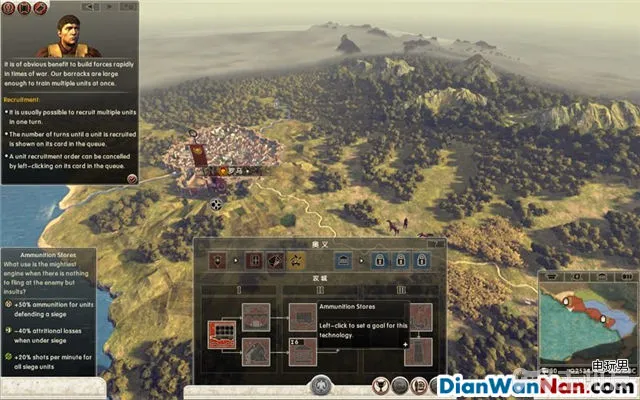 It is of obvious benefit to build forces rapidly
in times of war. Our barracks are large
enough to train multiple units at once.
Recruitment:
It is usually possible to recruit multiple units
in one turn.
The number of turns until a unit is recruited
is shown on its card in the queue.
A unit recruitment order can be cancelled
by left-clicking on its card in the queue.
罗马
Ammunition Stores
What use is the mightiest
engine when there is nothing
to fling at the enemy but
insults?
+50% ammunition for units
defending a siege
-40% attritional losses
when under siege
+20% shots per minute for
all siege units
攻城
I
II
III
16
Ammunition Stores
Left-click to set a goal for this
technology.
电玩男
DianWanNan.com